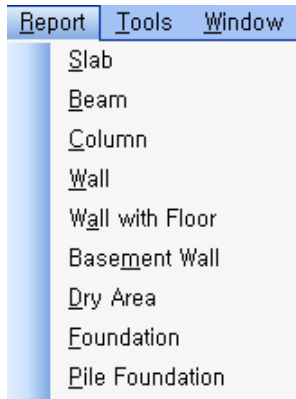 Report Tools Window
Slab
Beam
Column
Wall
Wall with Floor
Basement Wall
Dry Area
Foundation
Pile Foundation